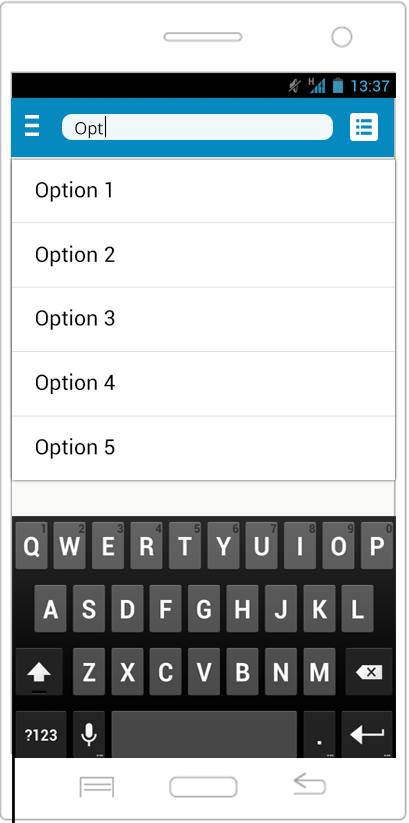 H 13:37
Opt
Option 1
Option 2
Option 3
Option 4
Option 5
1 2 3 4 5 6 7 8 9 0
Q W E R T Y U I O P
A S D F G H J K L
Z X C V B N M
?123 . ...